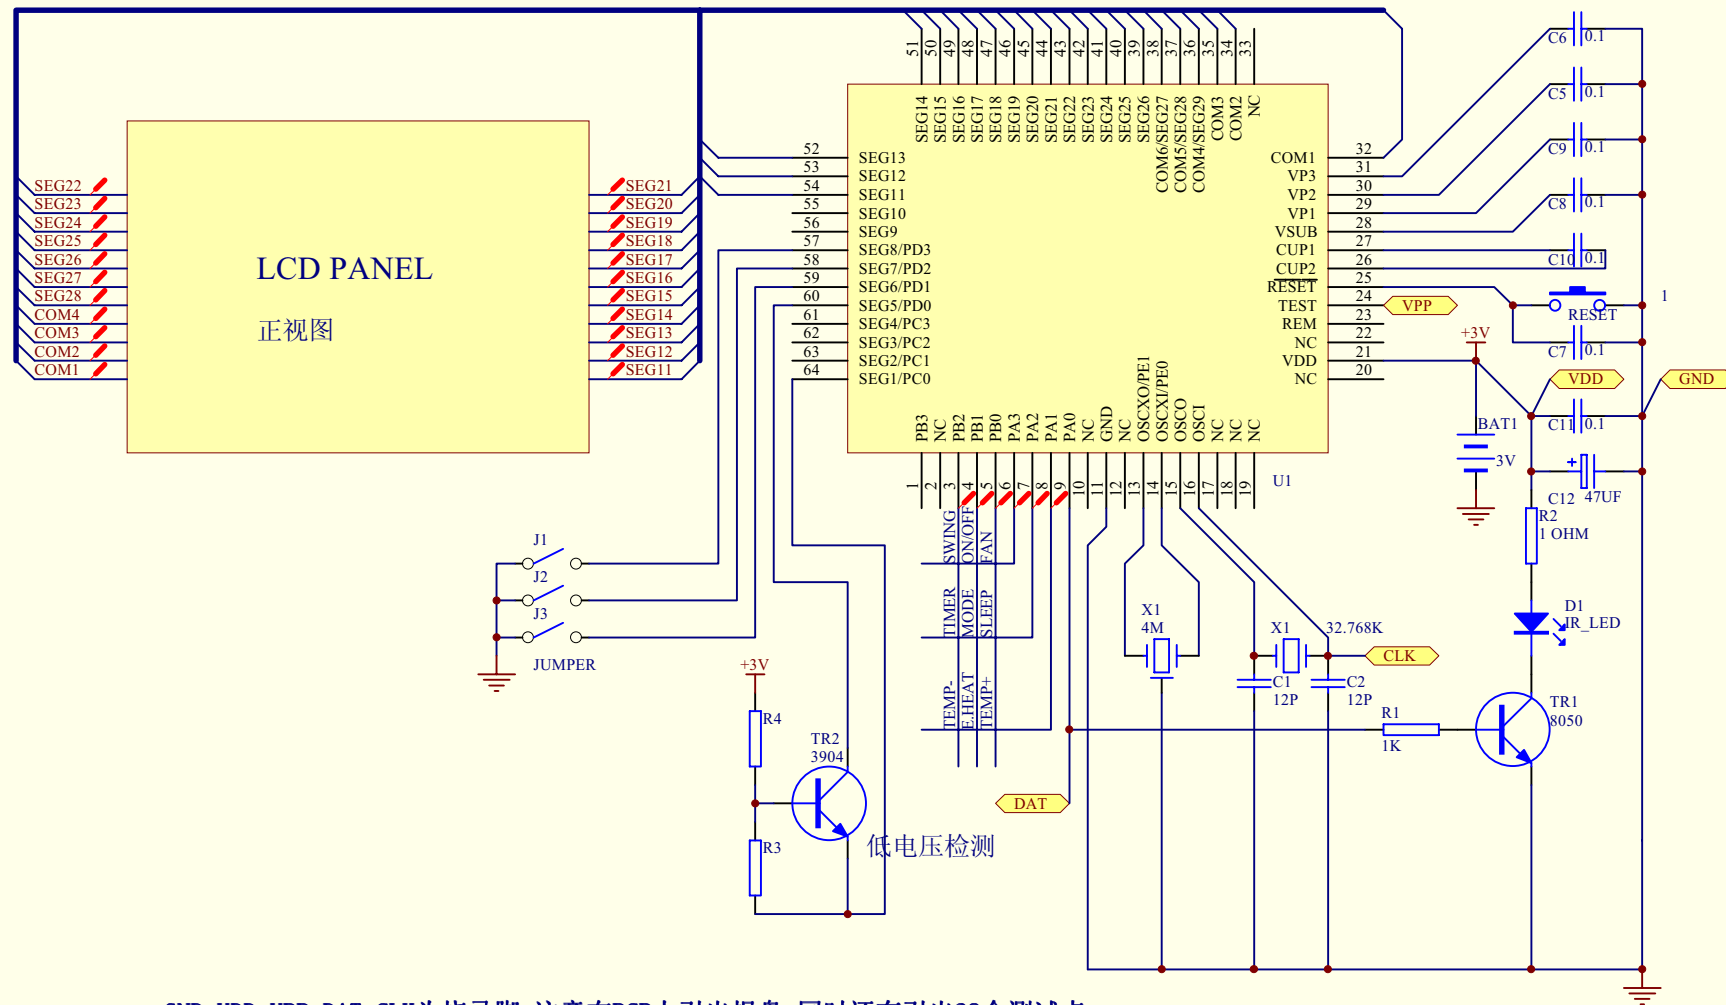 LCD PANEL
正视图
SEG22
SEG23
SEG24
SEG25
SEG26
SEG27
SEG28
COM4
COM3
COM2
COM1
SEG21
SEG20
SEG19
SEG18
SEG17
SEG16
SEG15
SEG14
SEG13
SEG12
SEG11
51 50 49 48 47 46 45 44 43 42 41 40 39 38 37 36 35 34 33
SEG14
SEG15
SEG16
SEG17
SEG18
SEG19
SEG20
SEG21
SEG22
SEG23
SEG24
SEG25
SEG26
COM6/SEG27
COM5/SEG28
COM4/SEG29
COM3
COM2
NC
52 SEG13
53 SEG12
54 SEG11
55 SEG10
56 SEG9
57 SEG8/PD3
58 SEG7/PD2
59 SEG6/PD1
60 SEG5/PD0
61 SEG4/PC3
62 SEG3/PC2
63 SEG2/PC1
64 SEG1/PC0
COM1 32
VP3 31
VP2 30
VP1 29
VSUB 28
CUP1 27
CUP2 26
RESET 25
TEST 24
REM 23
NC 22
VDD 21
NC 20
PB3
NC
PB2
PB1
PB0
PA3
PA2
PA1
PA0
NC
GND
NC
OSCXO/PE1
OSCXI/PE0
OSCO
OSCI
NC
NC
NC
1 2 3 4 5 6 7 8 9 10 11 12 13 14 15 16 17 18 19
U1
C6 0.1
C5 0.1
C9 0.1
C8 0.1
C10 0.1
VPP
RESET
1
C7 0.1
+3V
VDD
GND
C11 0.1
BAT1
3V
C12 47UF
+
R2
1 OHM
D1
IR_LED
TR1
8050
R1
1K
CLK
32.768K
X1
C1
12P
C2
12P
X1
4M
SWING
ON/OFF
FAN
TIMER
MODE
SLEEP
TEMP-
E.HEAT
TEMP+
DAT
J1
J2
J3
JUMPER
+3V
R4
R3
TR2
3904
低电压检测